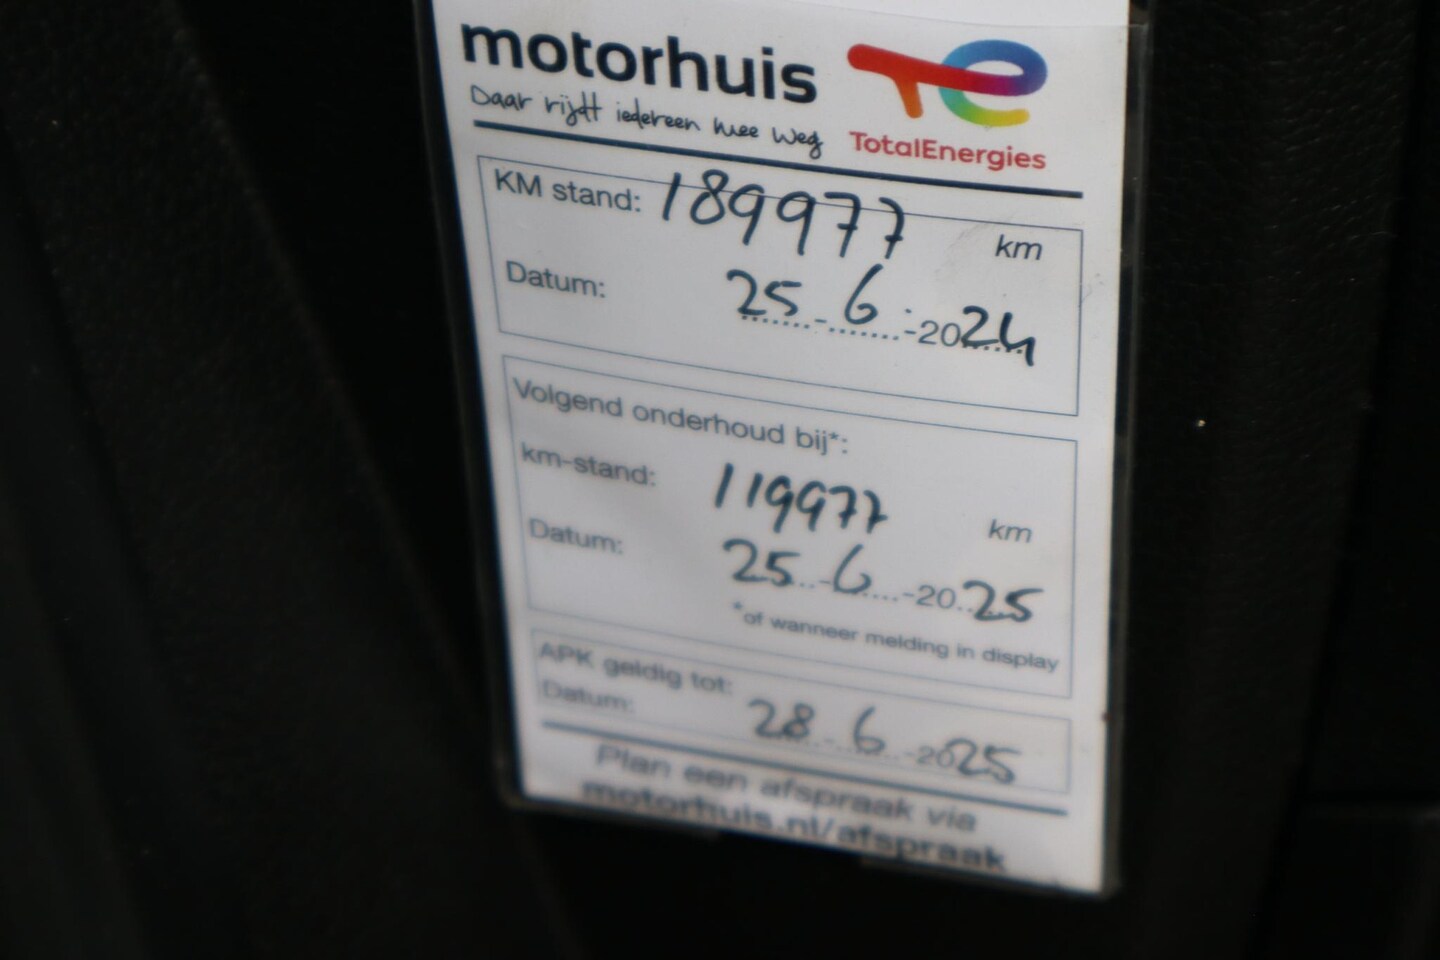 motorhuis
Daar rijdt iedereen mee weg
TotalEnergies
KM stand: 189977 km
Datum: 25-6-2024
Volgend onderhoud bij*:
km-stand: 119977 km
Datum: 25-6-2025
*of wanneer melding in display
APK geldig tot:
Datum: 28-6-2025
Plan een afspraak via
motorhuis.nl/afspraak